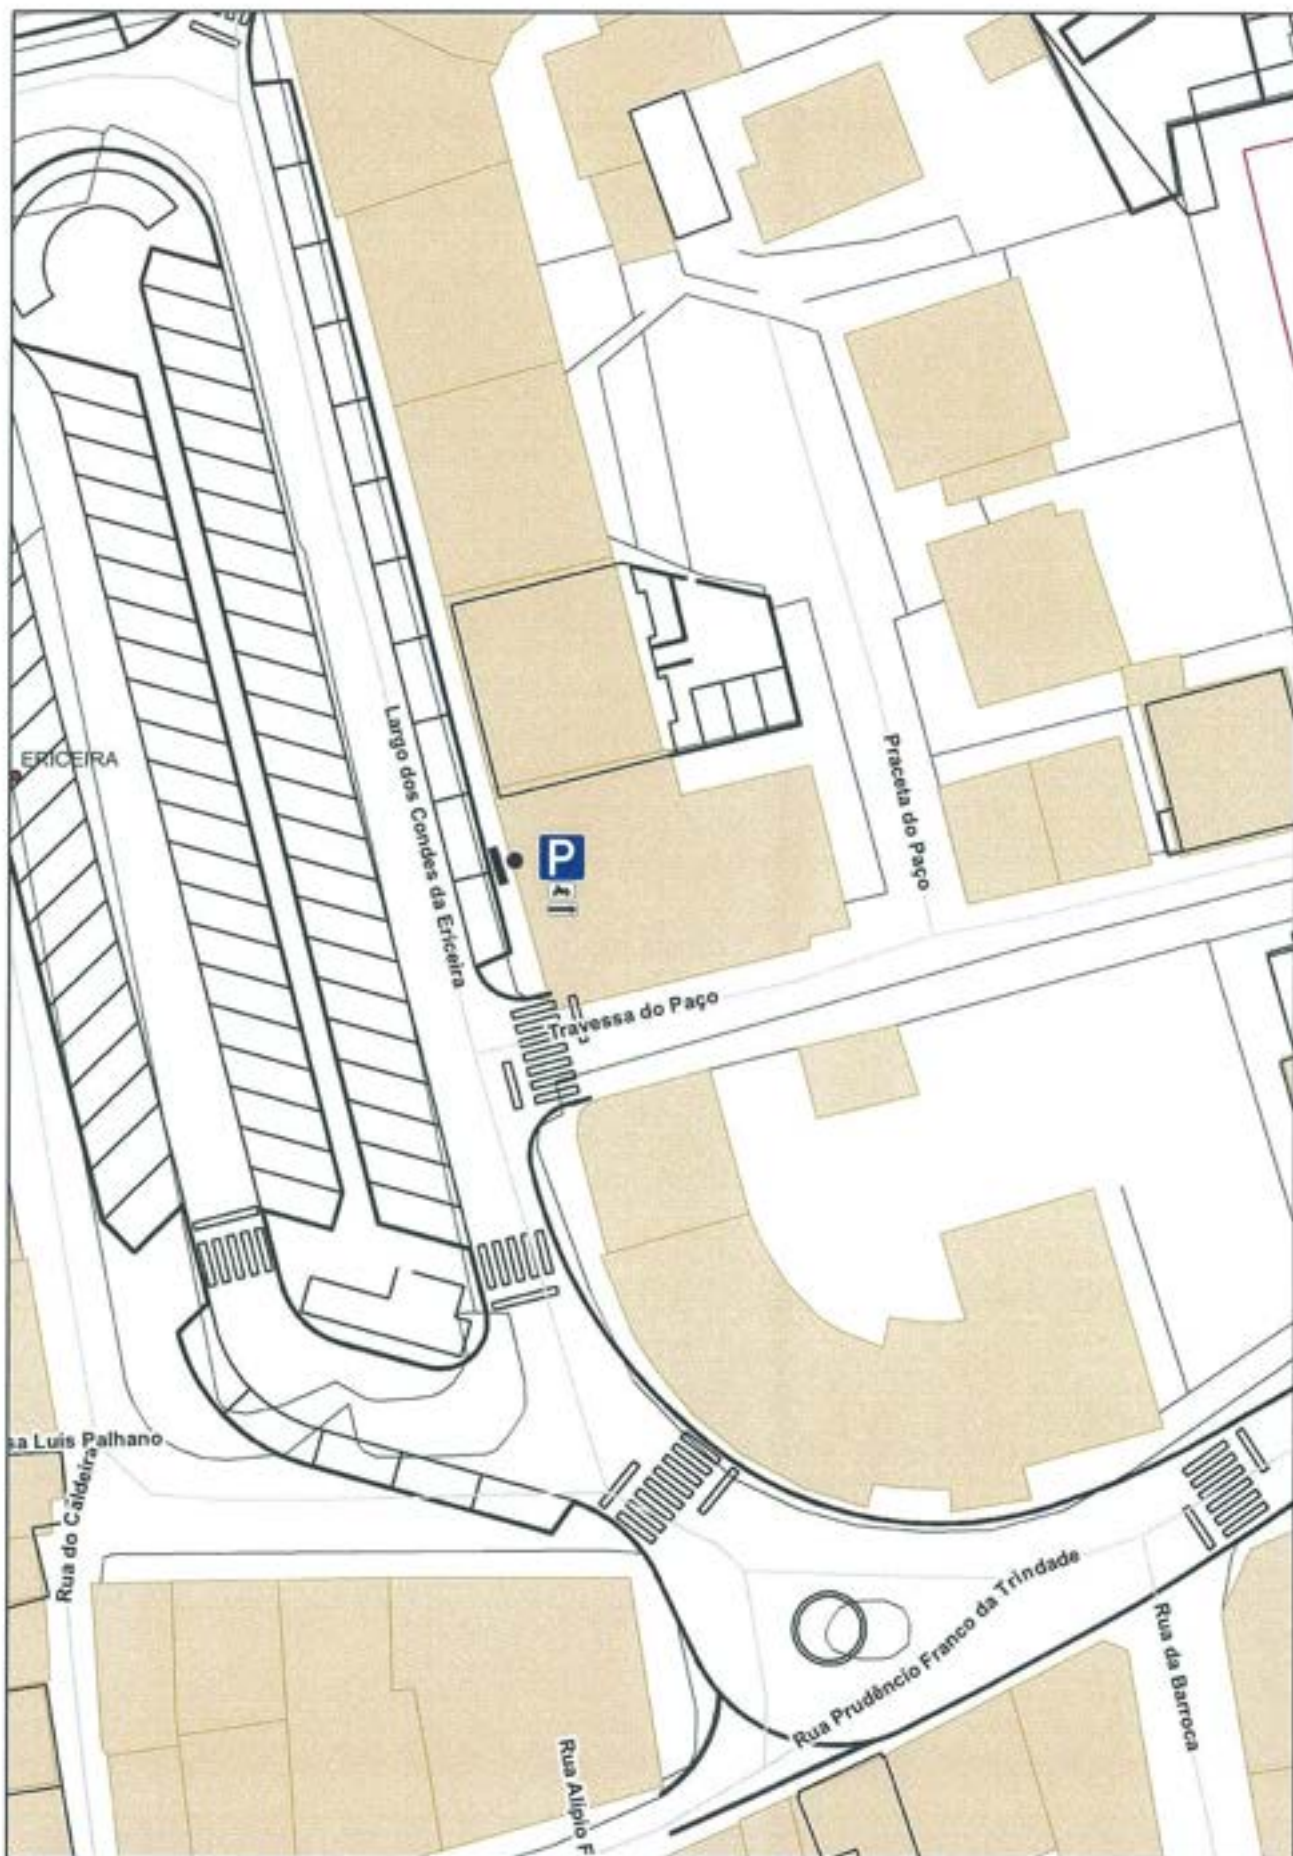 ERICEIRA
Largo dos Condes da Ericeira
P
Praceta do Paço
Travessa do Paço
sa Luis Palhano
Rua do Caldeira
Rua Prudêncio Franco da Trindade
Rua da Barroca
Rua Alípio F